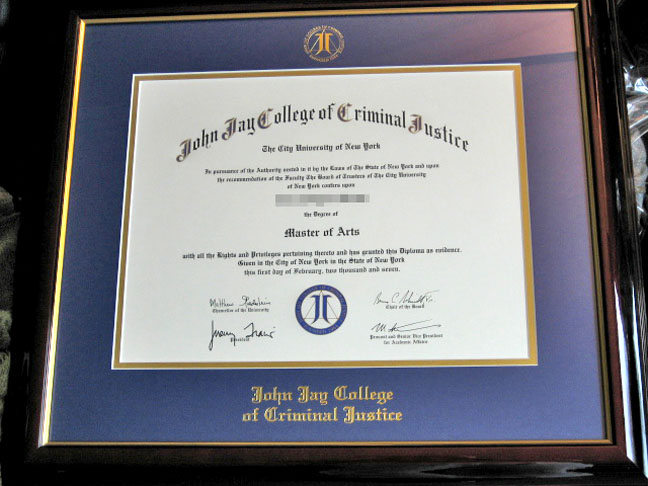 John Jay College of Criminal Justice
The City University of New York
In pursuance of the Authority vested in it by the Laws of The State of New York and upon
the recommendation of the Faculty The Board of Trustees of The City University
of New York confers upon
the Degree of
Master of Arts
with all the Rights and Privileges pertaining thereto and has granted this Diploma as evidence.
Given in the City of New York in the State of New York
this first day of February, two thousand and seven.
Matthew Goldstein
Chancellor of the University
Chair of the Board
Jeremy Travis
President
Provost and Senior Vice President
for Academic Affairs
John Jay College
of Criminal Justice